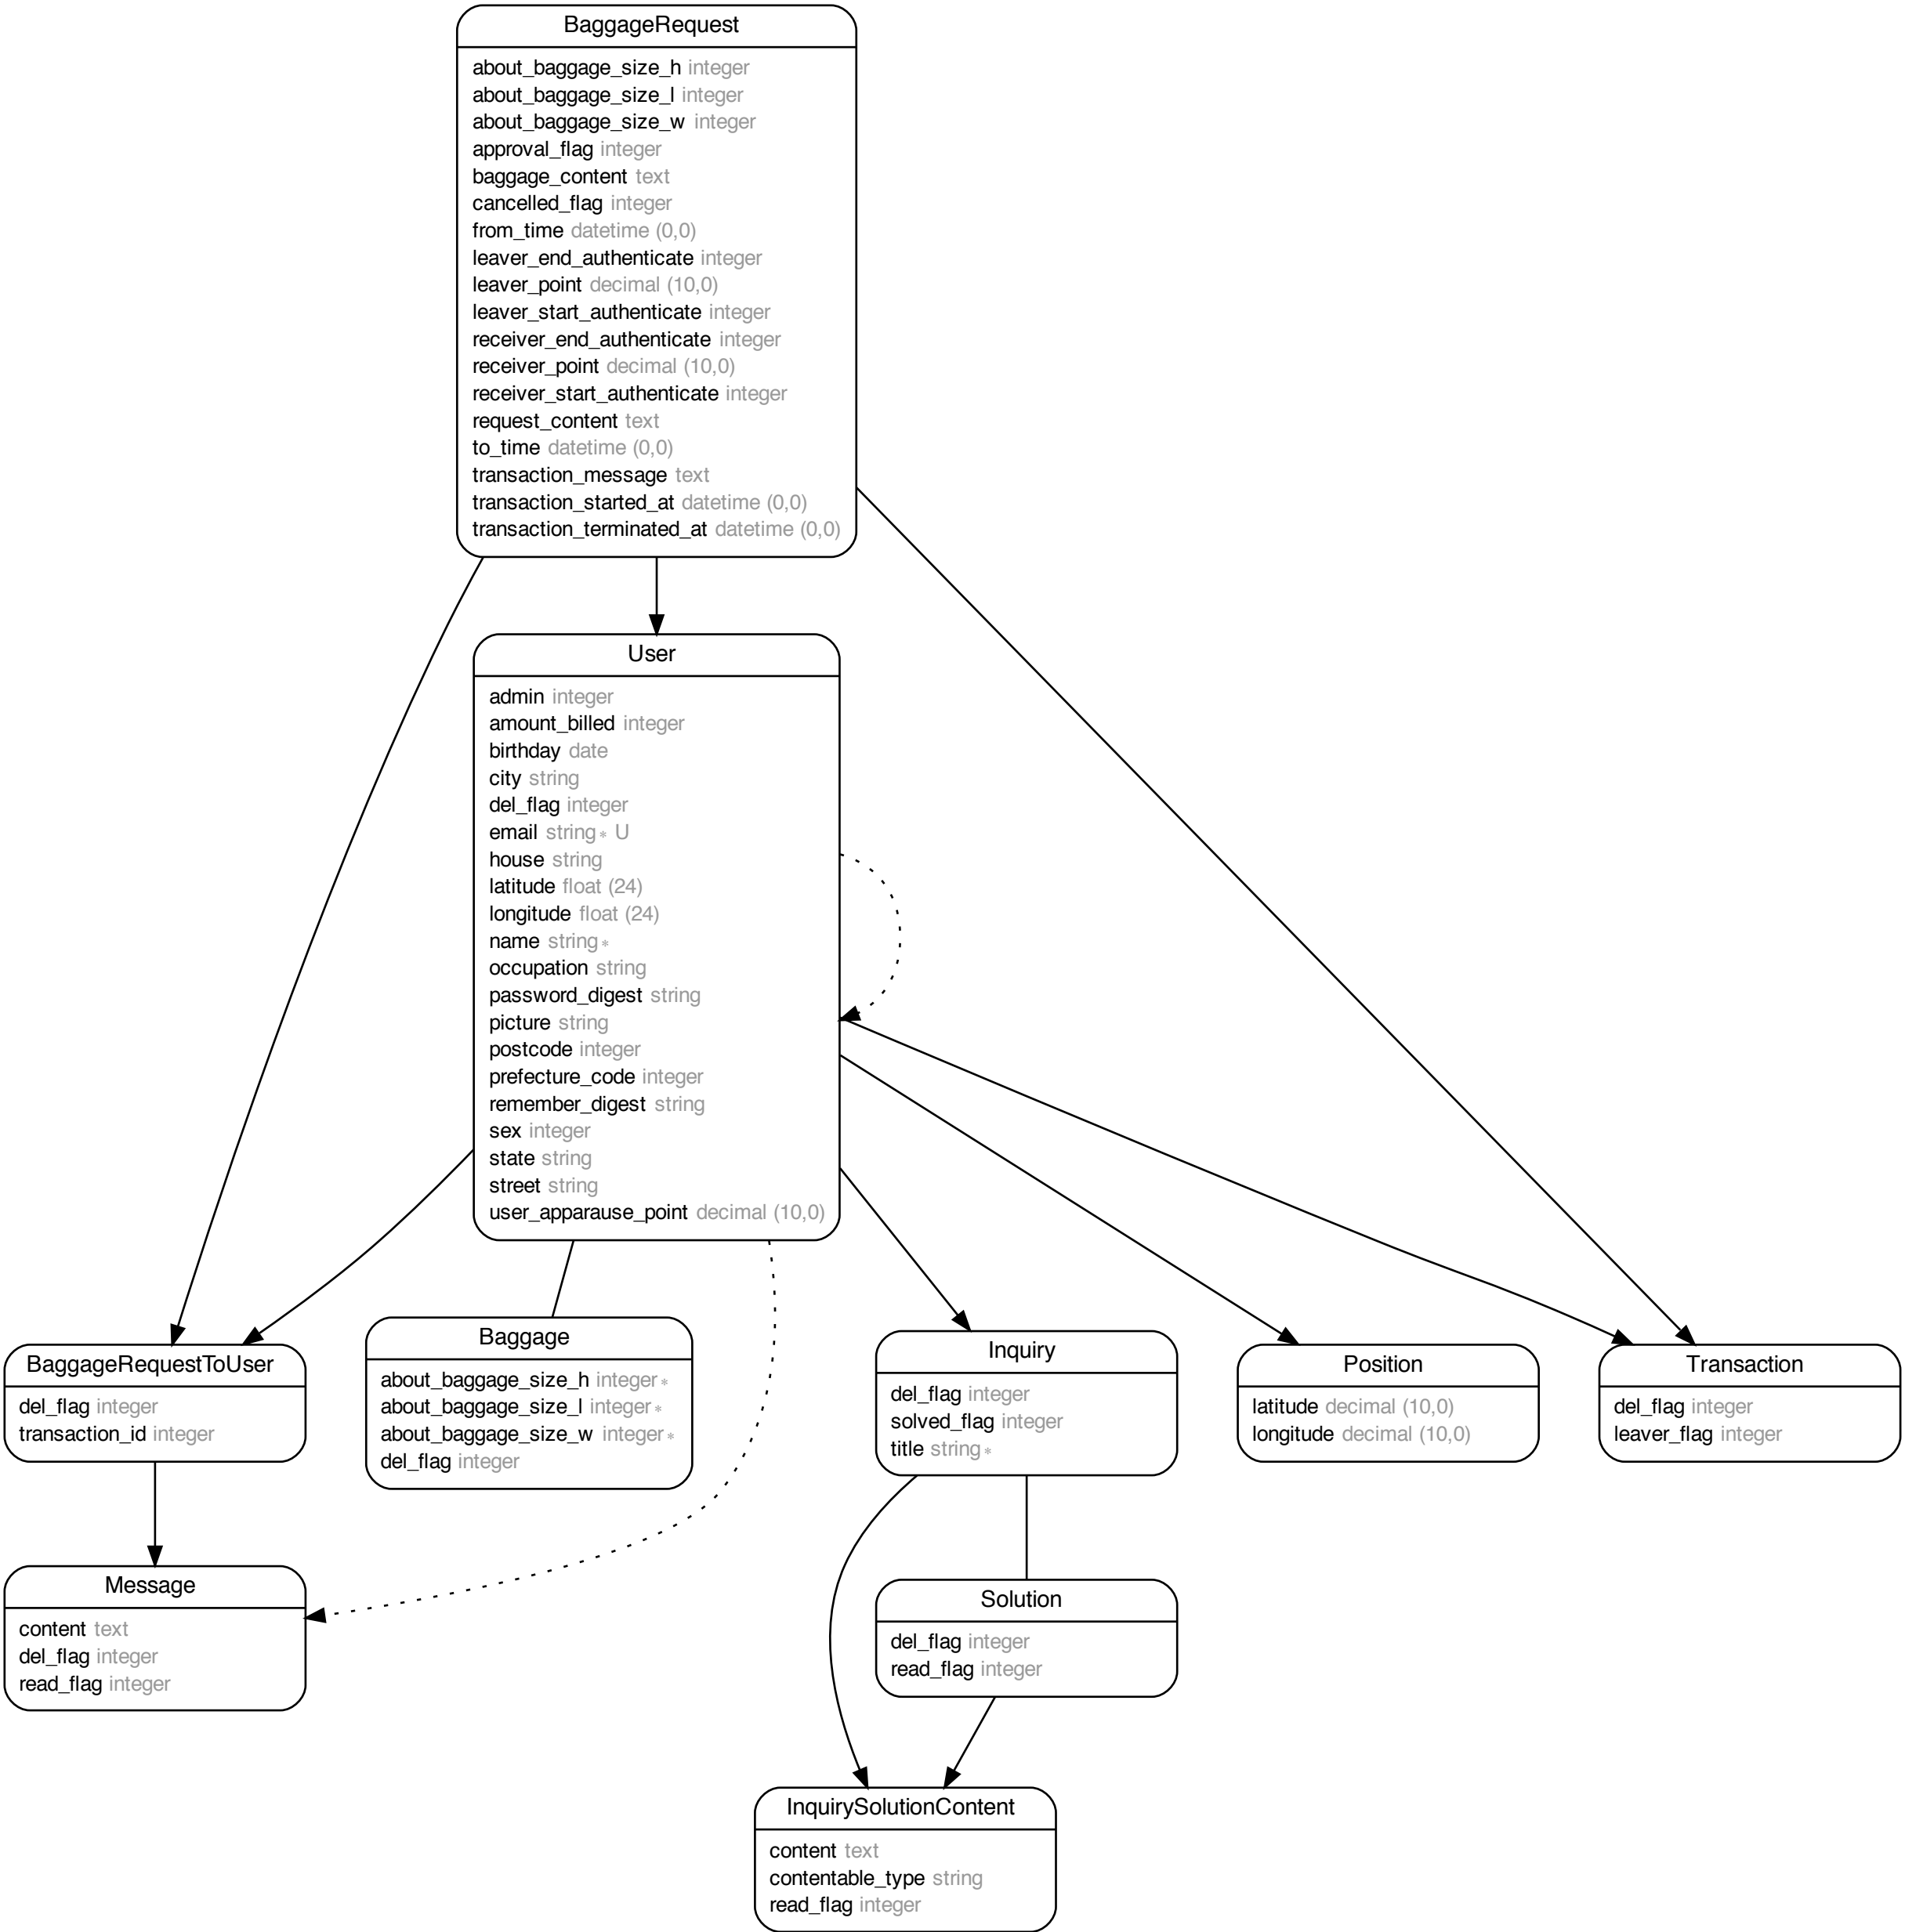 BaggageRequest
about_baggage_size_h integer
about_baggage_size_l integer
about_baggage_size_w integer
approval_flag integer
baggage_content text
cancelled_flag integer
from_time datetime (0,0)
leaver_end_authenticate integer
leaver_point decimal (10,0)
leaver_start_authenticate integer
receiver_end_authenticate integer
receiver_point decimal (10,0)
receiver_start_authenticate integer
request_content text
to_time datetime (0,0)
transaction_message text
transaction_started_at datetime (0,0)
transaction_terminated_at datetime (0,0)
User
admin integer
amount_billed integer
birthday date
city string
del_flag integer
email string∗ U
house string
latitude float (24)
longitude float (24)
name string∗
occupation string
password_digest string
picture string
postcode integer
prefecture_code integer
remember_digest string
sex integer
state string
street string
user_apparause_point decimal (10,0)
BaggageRequestToUser
del_flag integer
transaction_id integer
Baggage
about_baggage_size_h integer∗
about_baggage_size_l integer∗
about_baggage_size_w integer∗
del_flag integer
Inquiry
del_flag integer
solved_flag integer
title string∗
Position
latitude decimal (10,0)
longitude decimal (10,0)
Transaction
del_flag integer
leaver_flag integer
Message
content text
del_flag integer
read_flag integer
Solution
del_flag integer
read_flag integer
InquirySolutionContent
content text
contentable_type string
read_flag integer